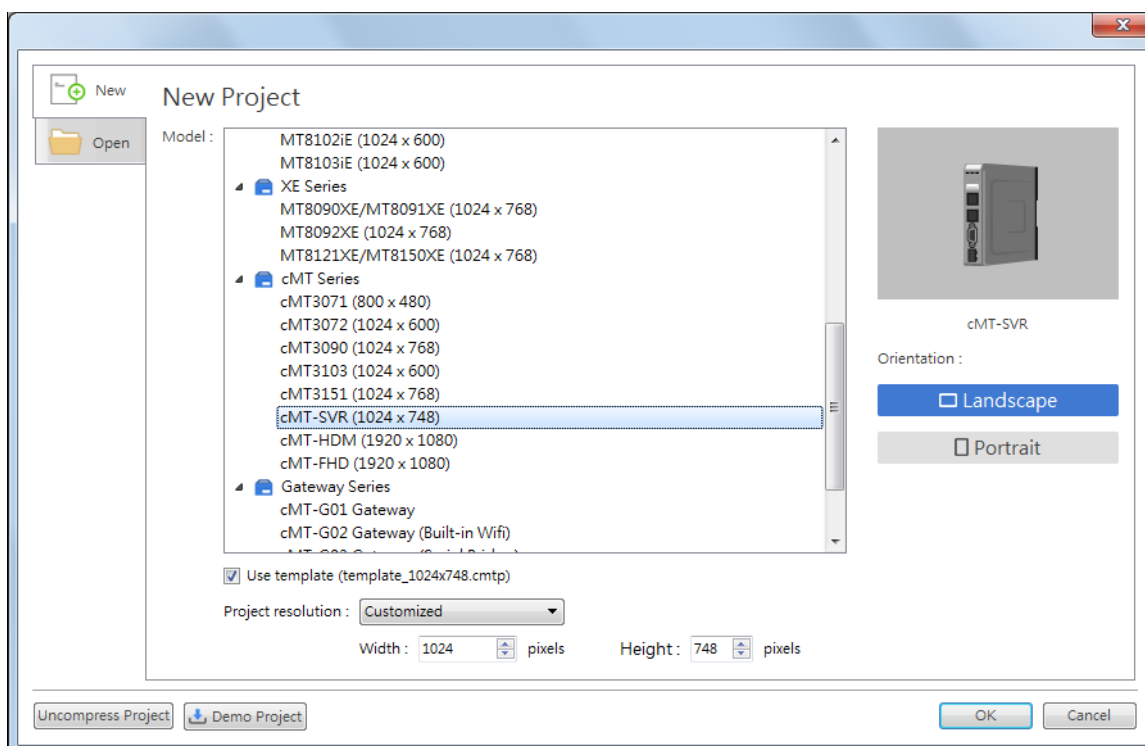 New
Open
New Project
Model :
MT8102iE (1024 x 600)
MT8103iE (1024 x 600)
XE Series
MT8090XE/MT8091XE (1024 x 768)
MT8092XE (1024 x 768)
MT8121XE/MT8150XE (1024 x 768)
cMT Series
cMT3071 (800 x 480)
cMT3072 (1024 x 600)
cMT3090 (1024 x 768)
cMT3103 (1024 x 600)
cMT3151 (1024 x 768)
cMT-SVR (1024 x 748)
cMT-HDM (1920 x 1080)
cMT-FHD (1920 x 1080)
Gateway Series
cMT-G01 Gateway
cMT-G02 Gateway (Built-in Wifi)
cMT-SVR
Orientation :
Landscape
Portrait
Use template (template_1024x748.cmtp)
Project resolution : Customized
Width : 1024 pixels Height : 748 pixels
Uncompress Project Demo Project OK Cancel